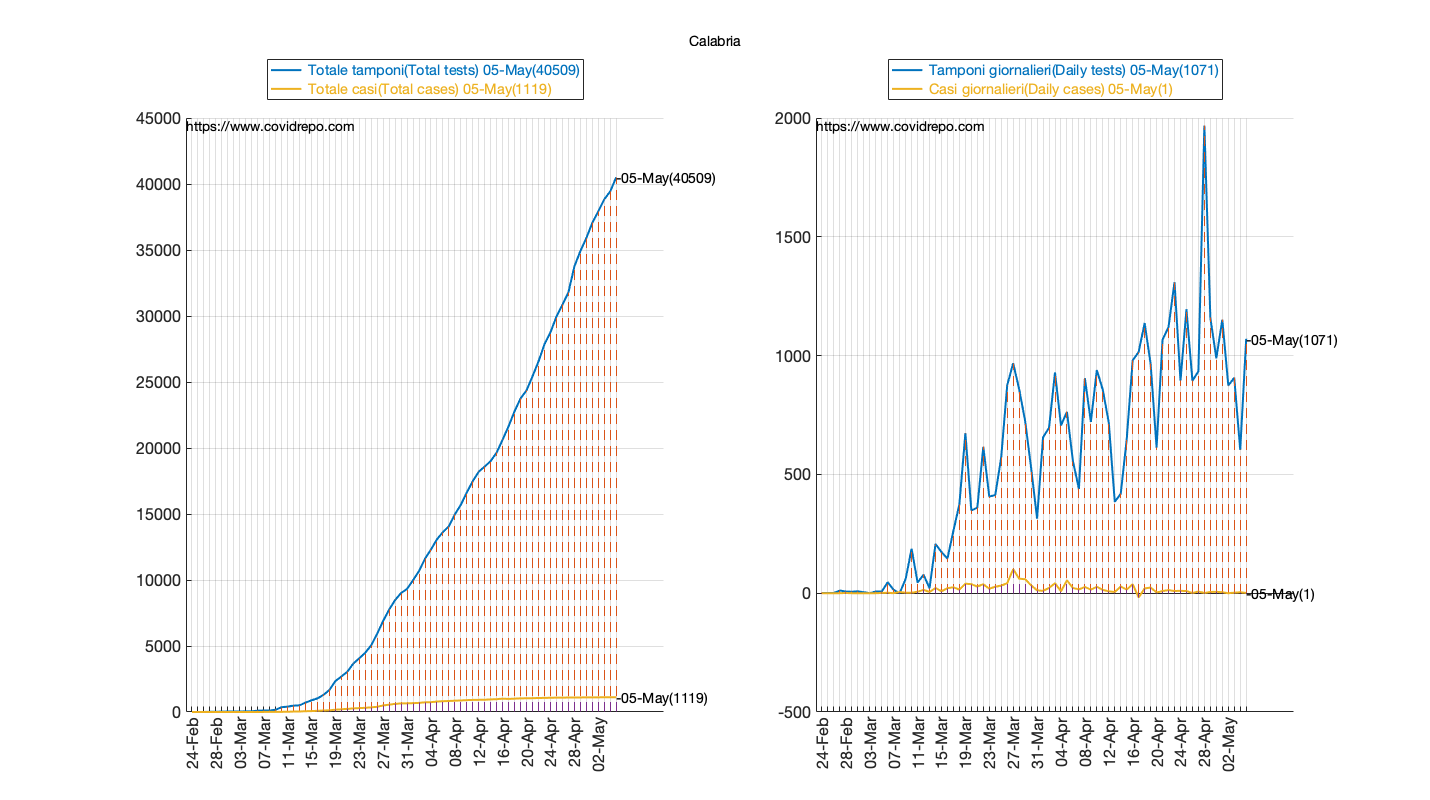 Calabria
Totale tamponi(Total tests) 05-May(40509)
Totale casi(Total cases) 05-May(1119)
https://www.covidrepo.com
45000
40000
35000
30000
25000
20000
15000
10000
5000
0
05-May(40509)
05-May(1119)
24-Feb
28-Feb
03-Mar
07-Mar
11-Mar
15-Mar
19-Mar
23-Mar
27-Mar
31-Mar
04-Apr
08-Apr
12-Apr
16-Apr
20-Apr
24-Apr
28-Apr
02-May
Tamponi giornalieri(Daily tests) 05-May(1071)
Casi giornalieri(Daily cases) 05-May(1)
https://www.covidrepo.com
2000
1500
1000
500
0
-500
05-May(1071)
05-May(1)
24-Feb
28-Feb
03-Mar
07-Mar
11-Mar
15-Mar
19-Mar
23-Mar
27-Mar
31-Mar
04-Apr
08-Apr
12-Apr
16-Apr
20-Apr
24-Apr
28-Apr
02-May